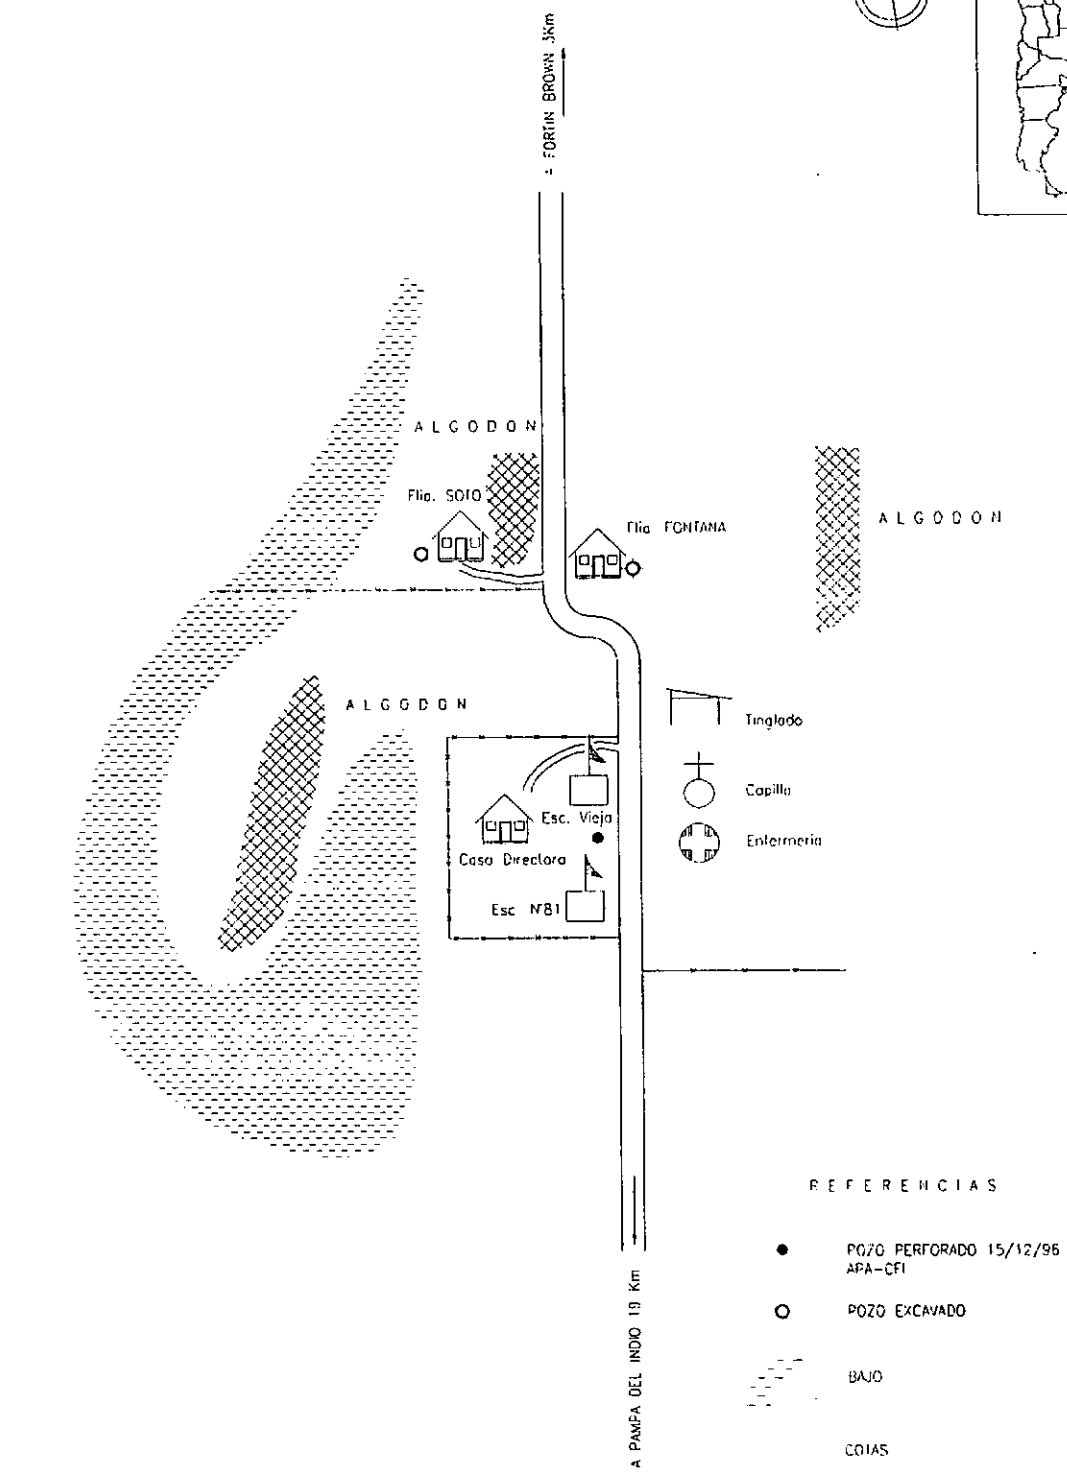 A FORTIN BROWN 3Km
ALGODON
Flia. SOTO
Flia FONTANA
ALGODON
ALGODON
Tinglado
Capilla
Esc. Vieja
Enfermeria
Casa Directora
Esc N°81
REFERENCIAS
POZO PERFORADO 15/12/96
APA-CFI
POZO EXCAVADO
BAJO
COTAS
A PAMPA DEL INDIO 19 Km